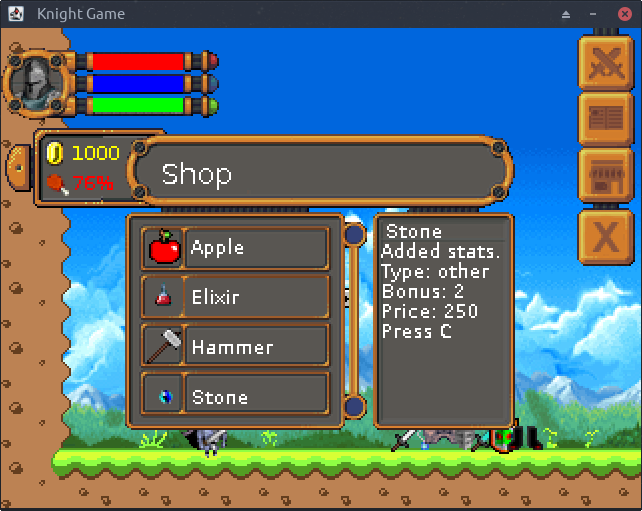 Knight Game
1000
76%
Shop
Apple
Elixir
Hammer
Stone
Stone
Added stats.
Type: other
Bonus: 2
Price: 250
Press C
X